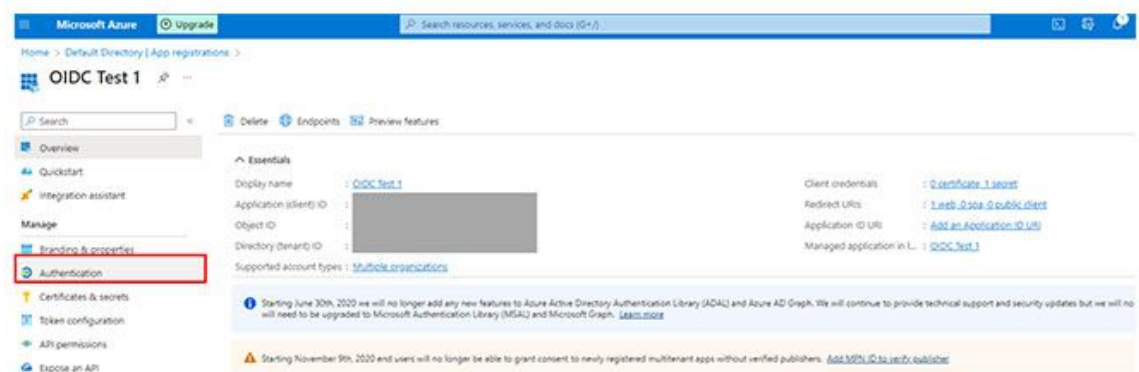 Microsoft Azure
Upgrade
Search resources, services, and docs (G+/)
Home > Default Directory | App registrations >
OIDC Test 1
Search
Delete
Endpoints
Preview features
Overview
Quickstart
Integration assistant
Manage
Branding & properties
Authentication
Certificates & secrets
Token configuration
API permissions
Expose an API
Essentials
Display name : OIDC Test 1
Application (client) ID :
Object ID :
Directory (tenant) ID :
Supported account types : Multiple organizations
Client credentials : 0 certificate, 1 secret
Redirect URIs : 1 web, 0 spa, 0 public client
Application ID URI : Add an Application ID URI
Managed application in l... : OIDC Test 1
Starting June 30th, 2020 we will no longer add any new features to Azure Active Directory Authentication Library (ADAL) and Azure AD Graph. We will continue to provide technical support and security updates but we will no
will need to be upgraded to Microsoft Authentication Library (MSAL) and Microsoft Graph. Learn more
Starting November 9th, 2020 end users will no longer be able to grant consent to newly registered multitenant apps without verified publishers. Add MPN ID to verify publisher